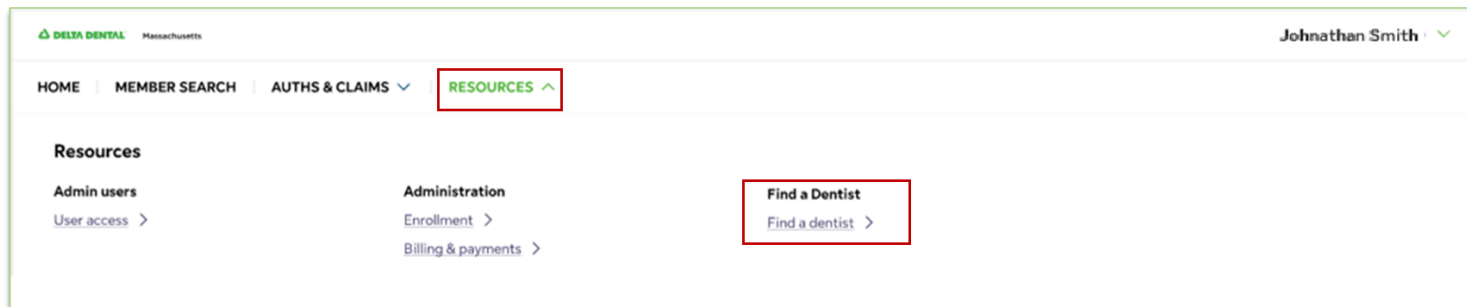 DELTA DENTAL Massachusetts
Johnathan Smith
HOME MEMBER SEARCH AUTHS & CLAIMS RESOURCES
Resources
Admin users
User access
Administration
Enrollment
Billing & payments
Find a Dentist
Find a dentist